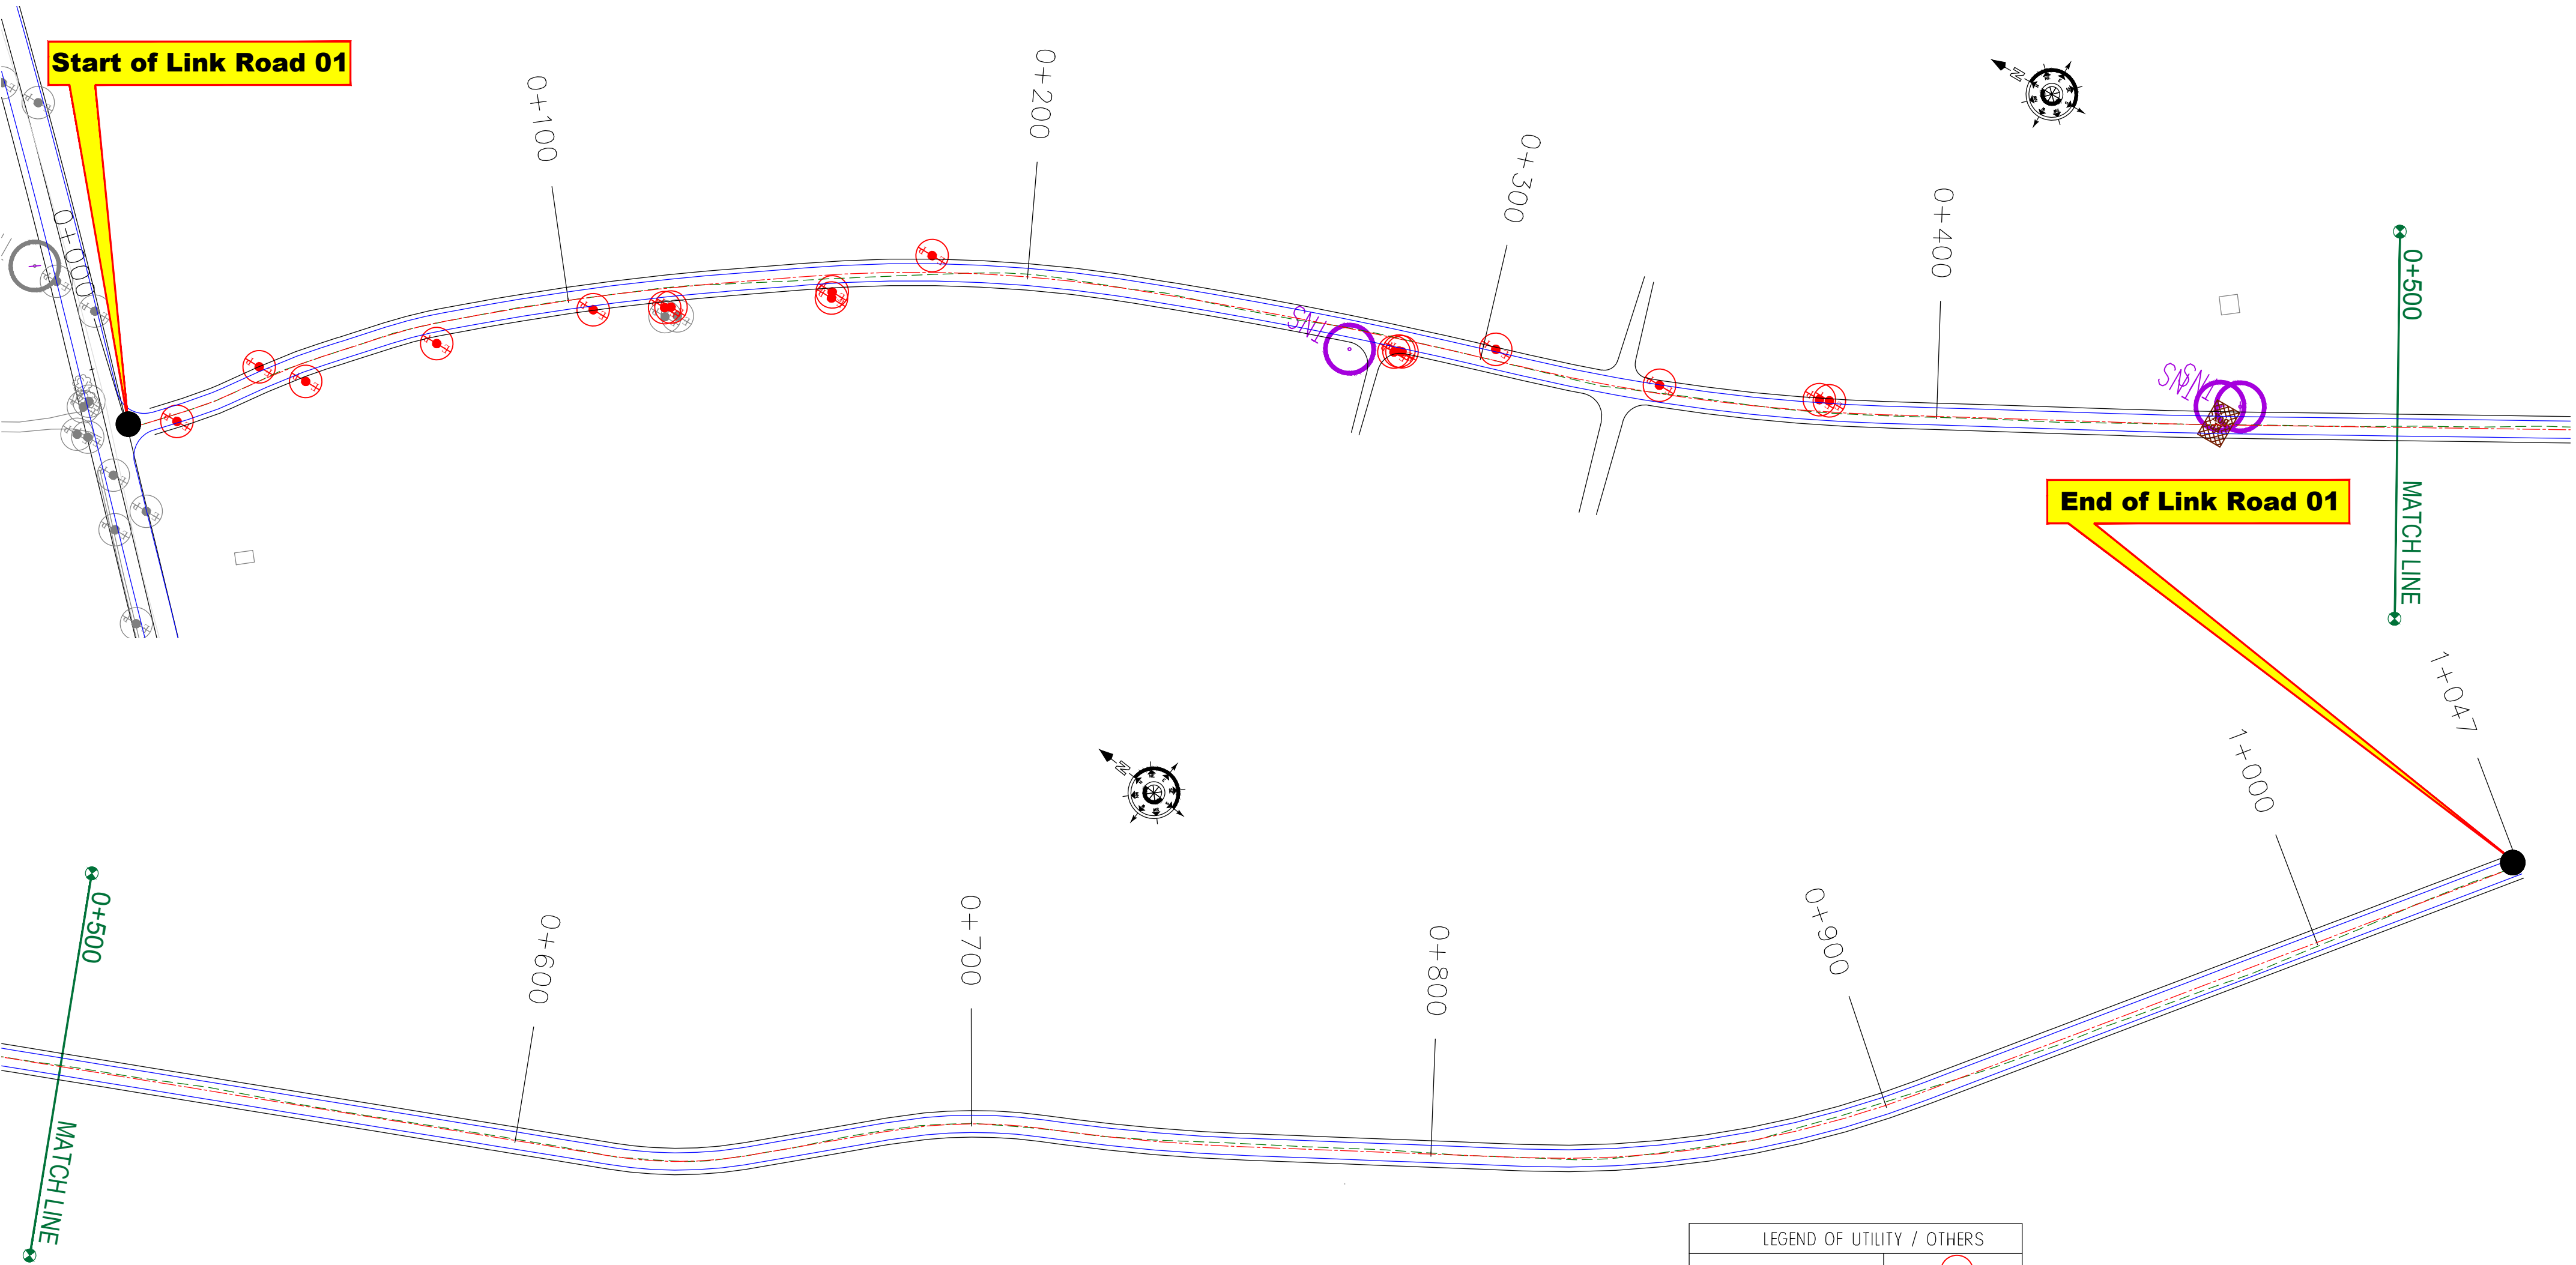 Start of Link Road 01
0+000
0+100
0+200
0+300
0+400
0+500
MATCH LINE
N
SNT
End of Link Road 01
1+047
1+000
0+900
0+800
0+700
0+600
0+500
MATCH LINE
N
LEGEND OF UTILITY / OTHERS